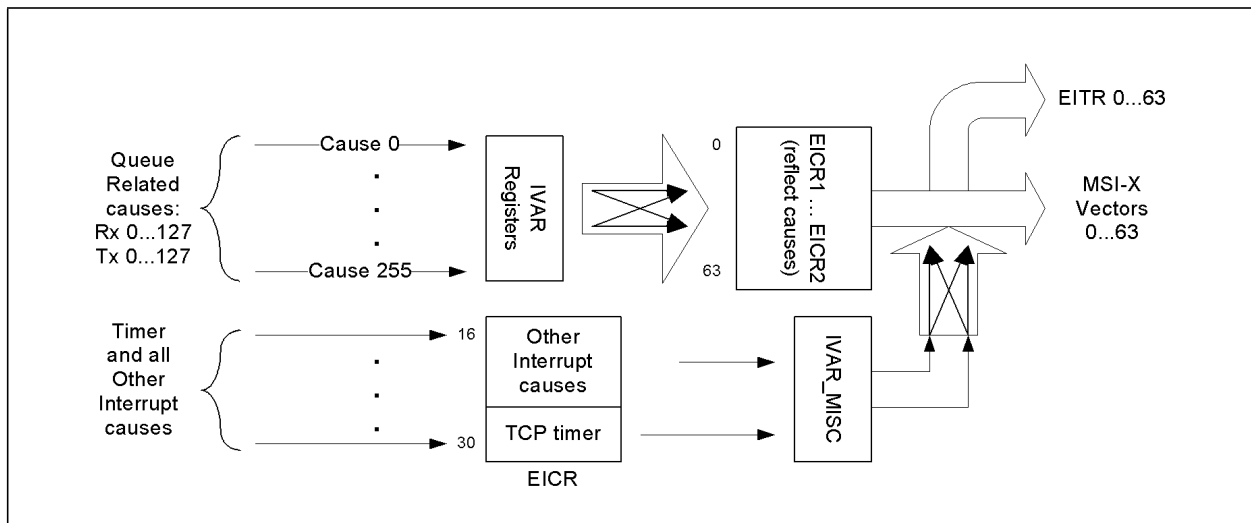 Queue
Related
causes:
Rx 0...127
Tx 0...127
Cause 0
Cause 255
IVAR
Registers
0
63
EICR1 ... EICR2
(reflect causes)
EITR 0...63
MSI-X
Vectors
0...63
Timer
and all
Other
Interrupt
causes
16
30
Other
Interrupt
causes
TCP timer
EICR
IVAR_MISC